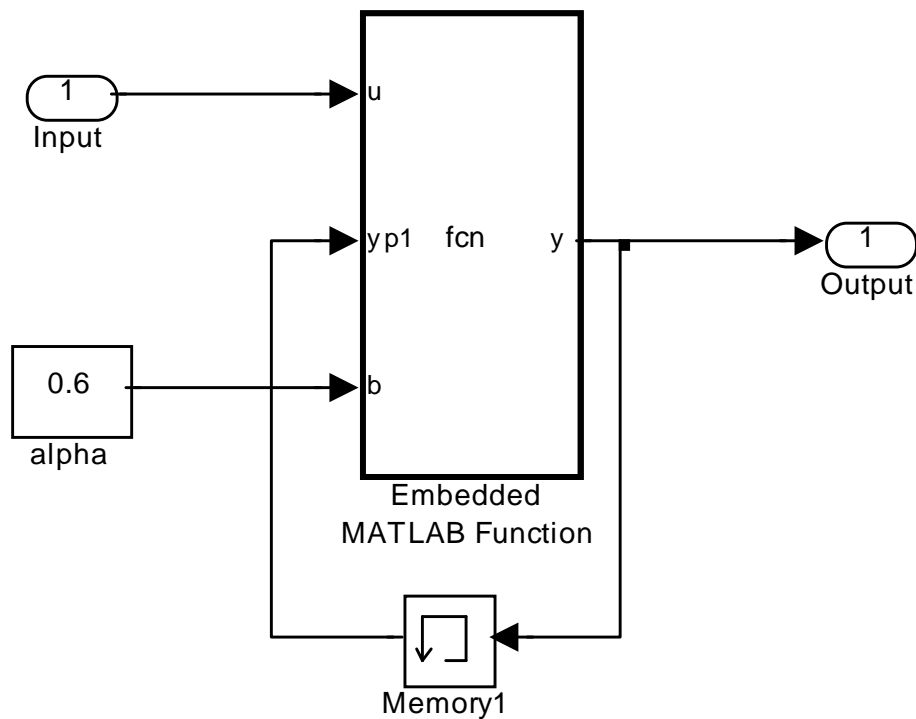 1
Input
u
yp1
fcn
y
1
Output
0.6
alpha
b
Embedded
MATLAB Function
Memory1